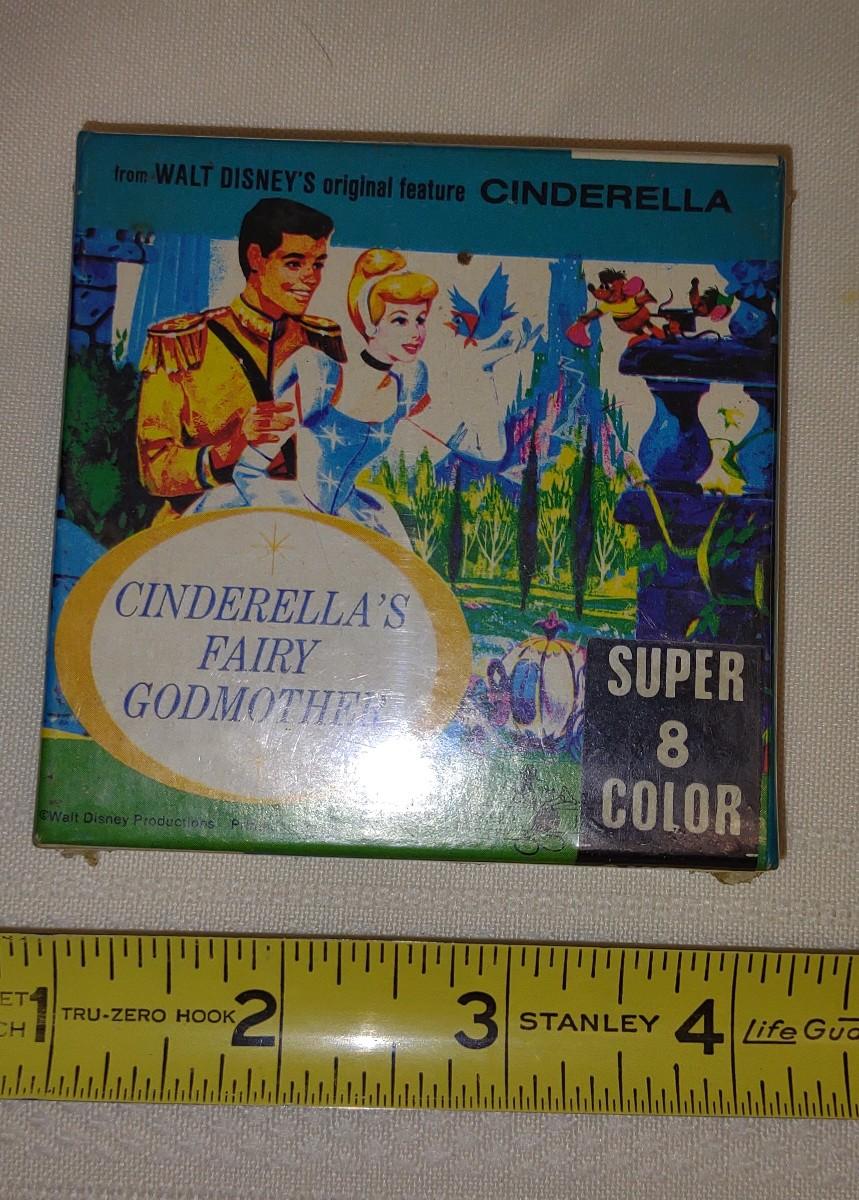 from WALT DISNEY'S original feature CINDERELLA
CINDERELLA'S
FAIRY
GODMOTHER
SUPER
8
COLOR
©Walt Disney Productions
1 TRU-ZERO HOOK 2 3 STANLEY 4 Life